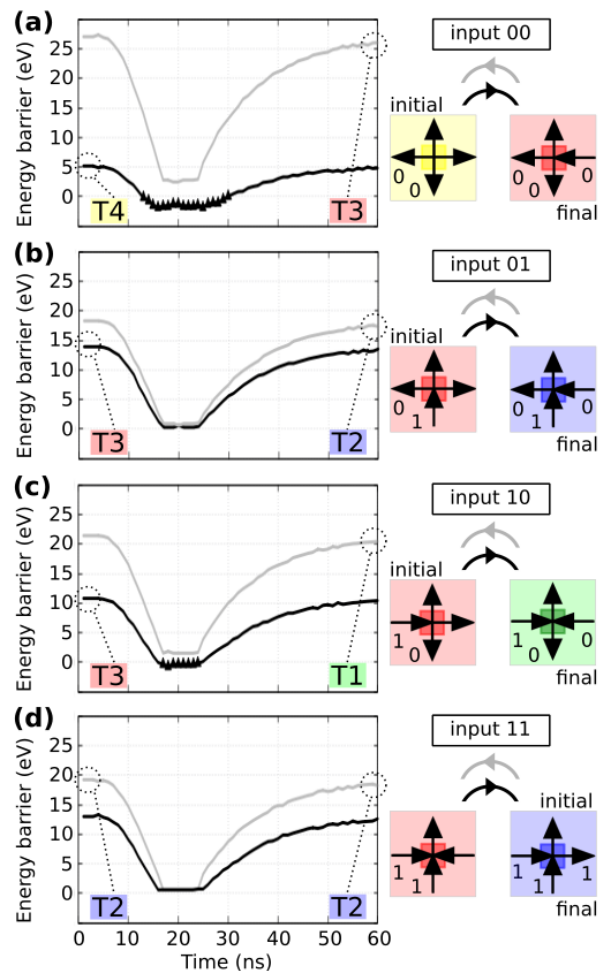 (a)
Energy barrier (eV)
25
20
15
10
5
0
T4
T3
input 00
initial
0
0
0
final
(b)
Energy barrier (eV)
30
25
20
15
10
5
0
T3
T2
input 01
initial
0
1
0
1
0
final
(c)
Energy barrier (eV)
30
25
20
15
10
5
0
T3
T1
input 10
initial
1
0
1
0
0
final
(d)
Energy barrier (eV)
30
25
20
15
10
5
0
T2
T2
0 10 20 30 40 50 60
Time (ns)
input 11
initial
1
1
1
1
1
final